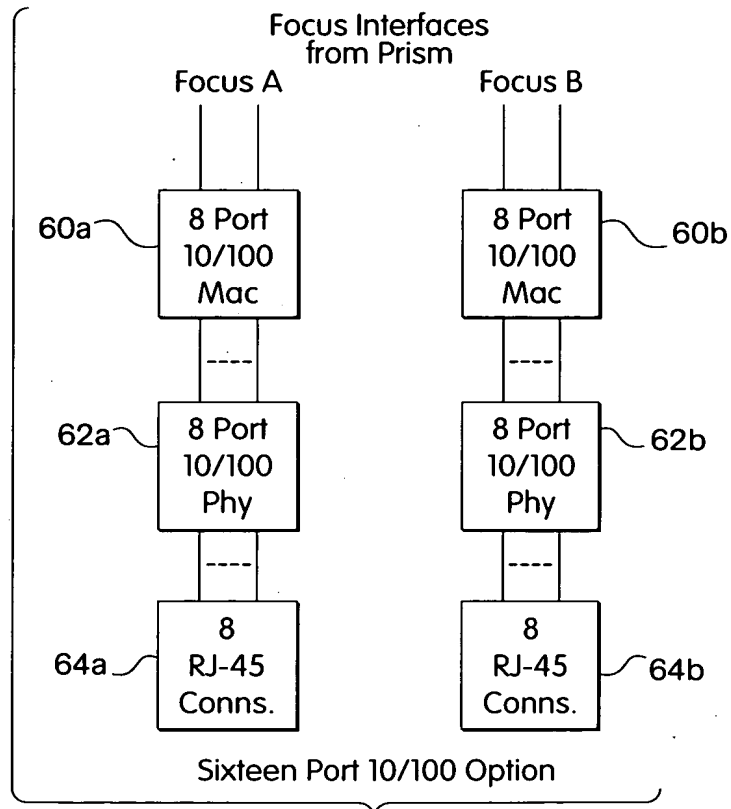 Focus Interfaces
from Prism
Focus A
Focus B
60a
8 Port
10/100
Mac
8 Port
10/100
Mac
60b
----
----
62a
8 Port
10/100
Phy
8 Port
10/100
Phy
62b
----
----
64a
8
RJ-45
Conns.
8
RJ-45
Conns.
64b
Sixteen Port 10/100 Option